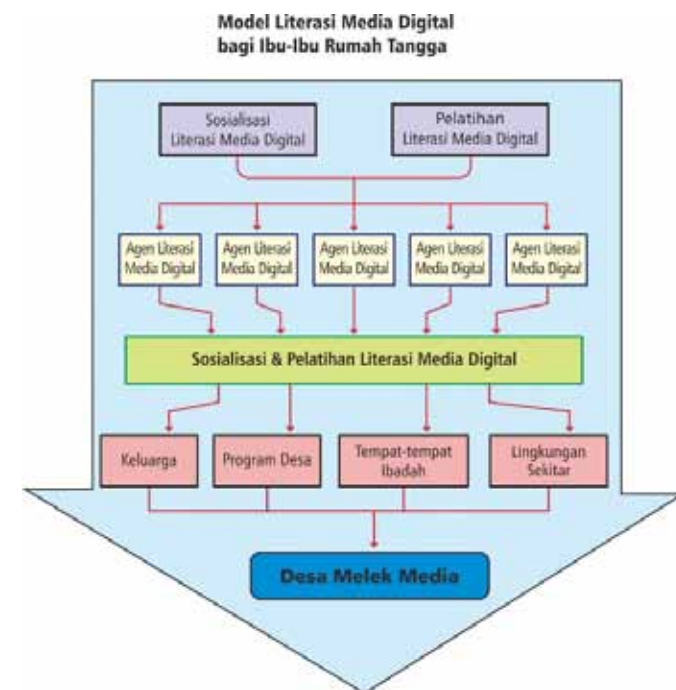 Model Literasi Media Digital
bagi Ibu-Ibu Rumah Tangga
Sosialisasi
Literasi Media Digital
Pelatihan
Literasi Media Digital
Agen Literasi
Media Digital
Agen Literasi
Media Digital
Agen Literasi
Media Digital
Agen Literasi
Media Digital
Agen Literasi
Media Digital
Sosialisasi & Pelatihan Literasi Media Digital
Keluarga
Program Desa
Tempat-tempat
Ibadah
Lingkungan
Sekitar
Desa Melek Media